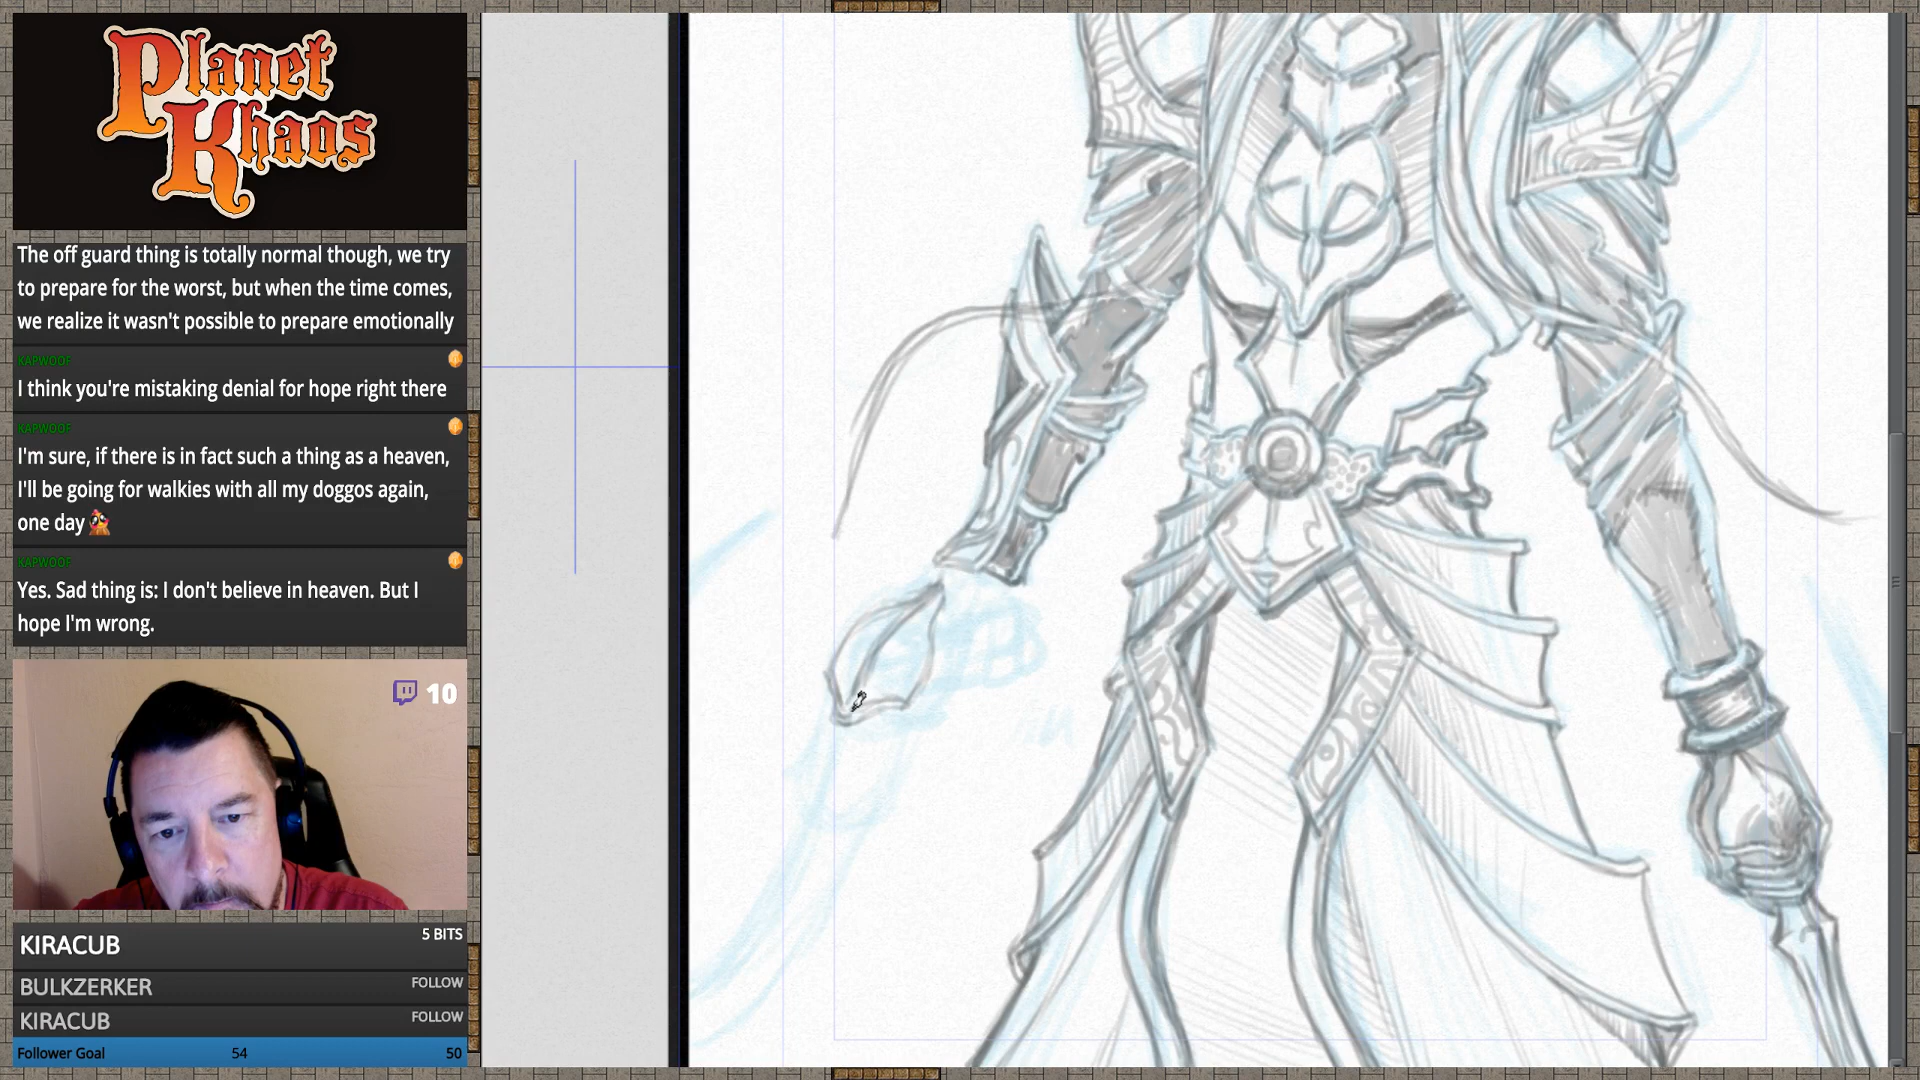 Planet
Khaos
The off guard thing is totally normal though, we try
to prepare for the worst, but when the time comes,
we realize it wasn't possible to prepare emotionally
KAPWOOF
I think you're mistaking denial for hope right there
KAPWOOF
I'm sure, if there is in fact such a thing as a heaven,
I'll be going for walkies with all my doggos again,
one day
KAPWOOF
Yes. Sad thing is: I don't believe in heaven. But I
hope I'm wrong.
10
KIRACUB 5 BITS
BULKZERKER FOLLOW
KIRACUB FOLLOW
Follower Goal 54 50